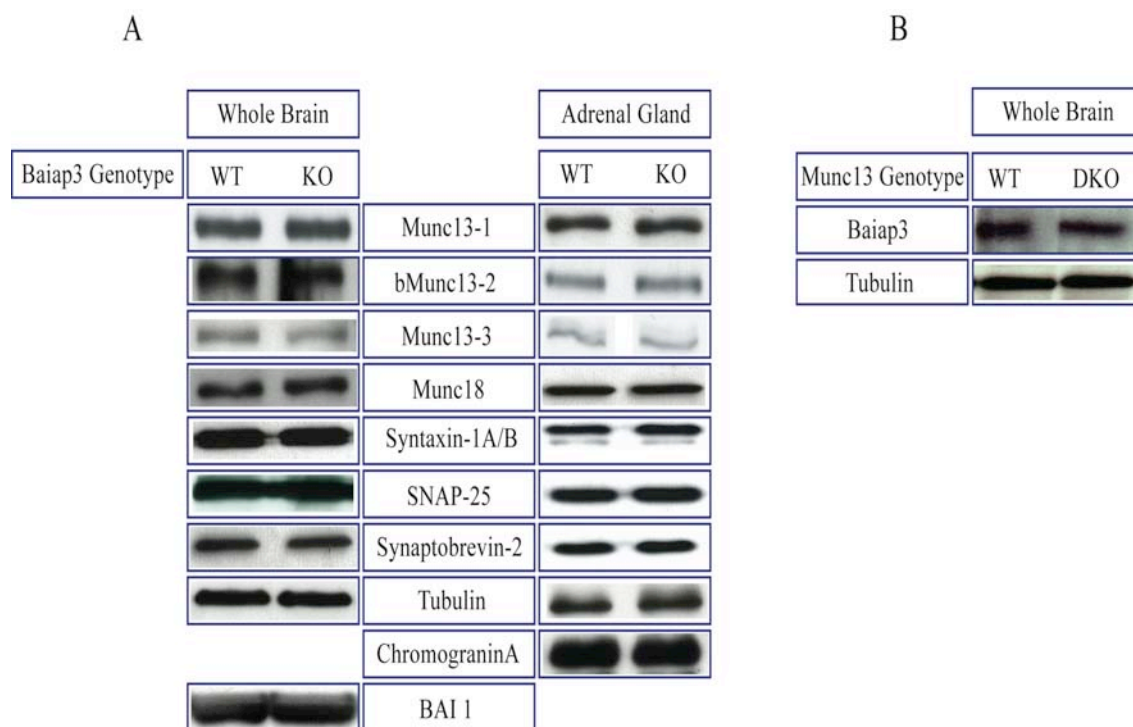 A
B
Whole Brain
Adrenal Gland
Whole Brain
Baiap3 Genotype WT KO
WT KO
Munc13 Genotype WT DKO
Munc13-1
Baiap3
bMunc13-2
Tubulin
Munc13-3
Munc18
Syntaxin-1A/B
SNAP-25
Synaptobrevin-2
Tubulin
ChromograninA
BAI 1